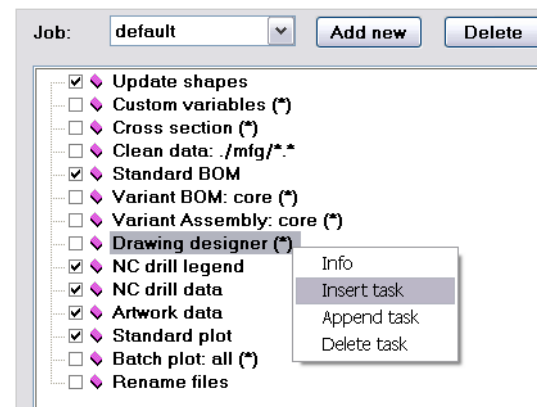 Job: default Add new Delete
Update shapes
Custom variables (*)
Cross section (*)
Clean data: ./mfg/*.*
Standard BOM
Variant BOM: core (*)
Variant Assembly: core (*)
Drawing designer (*)
NC drill legend
NC drill data
Artwork data
Standard plot
Batch plot: all (*)
Rename files
Info
Insert task
Append task
Delete task